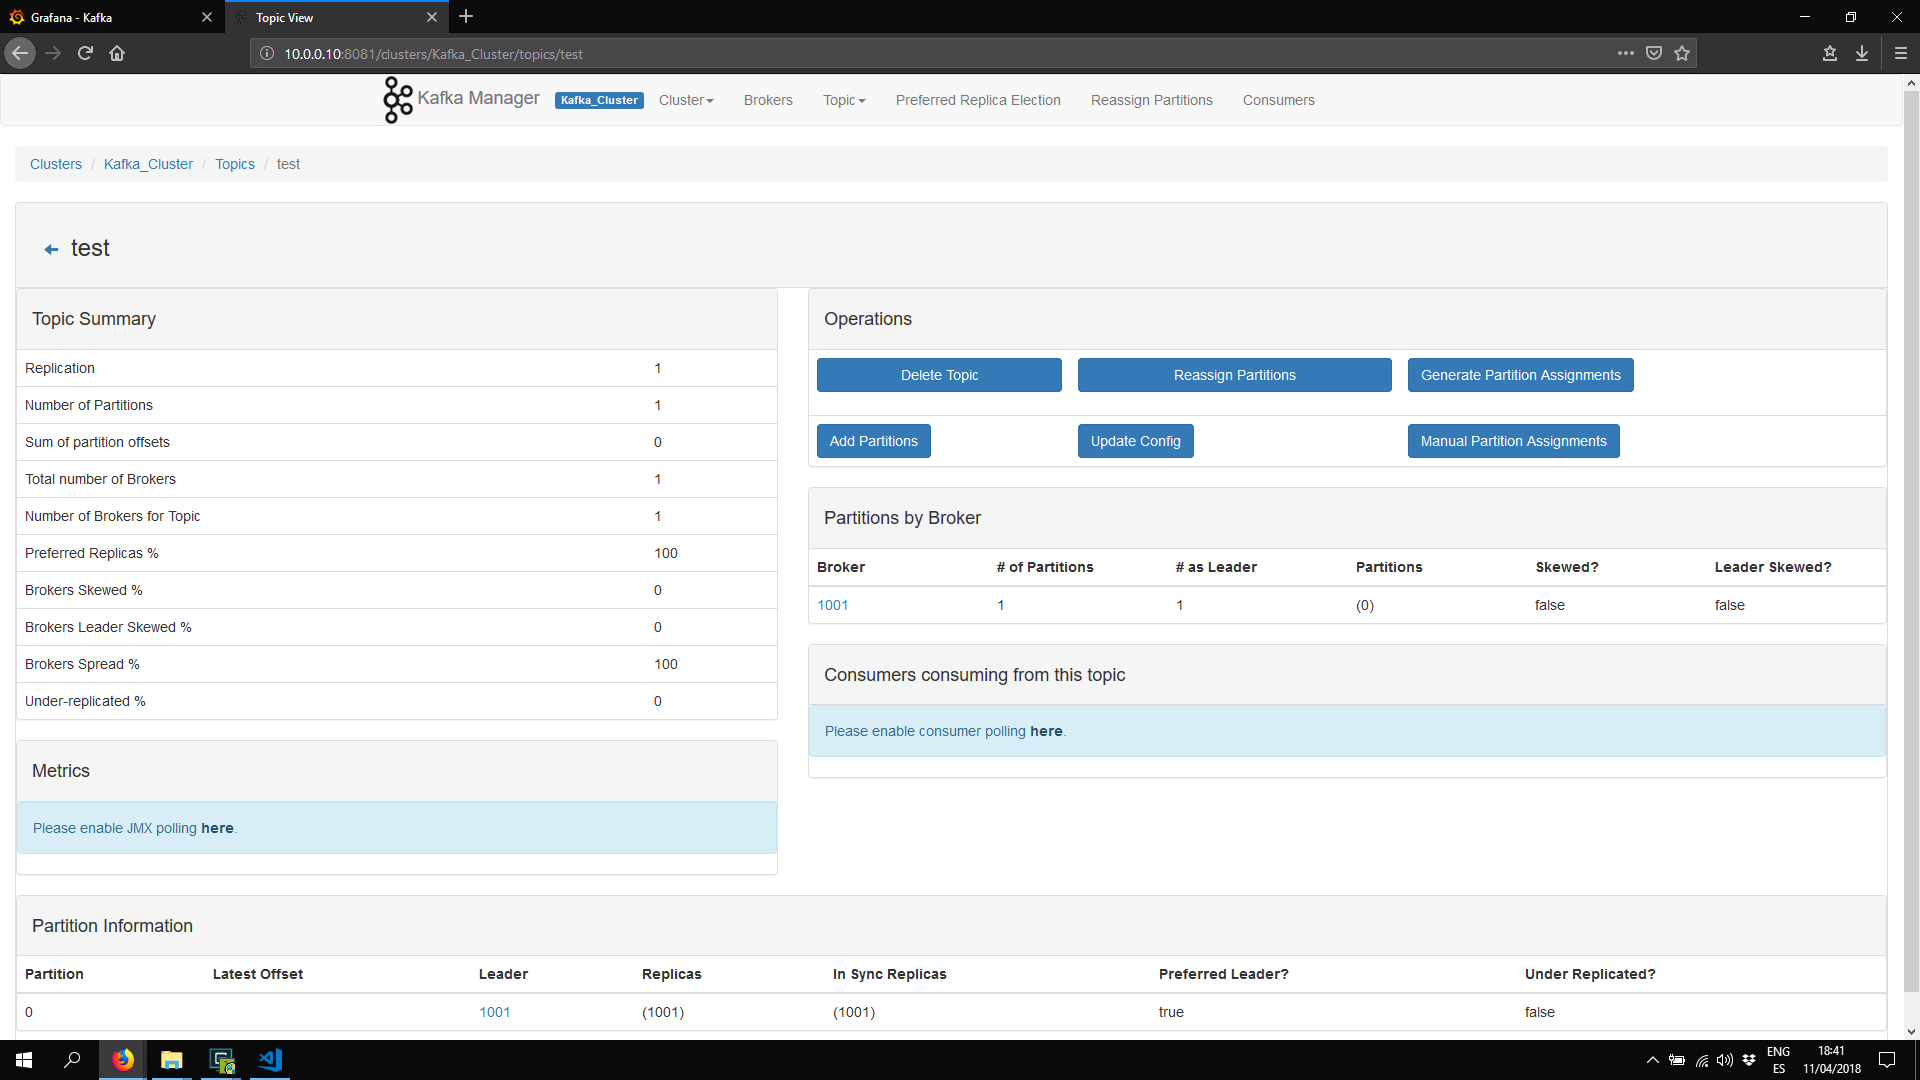 Grafana - Kafka
Topic View
10.0.0.10:8081/clusters/Kafka_Cluster/topics/test
Kafka Manager Kafka_Cluster Cluster Brokers Topic Preferred Replica Election Reassign Partitions Consumers
Clusters / Kafka_Cluster / Topics / test
test
Topic Summary
Replication 1
Number of Partitions 1
Sum of partition offsets 0
Total number of Brokers 1
Number of Brokers for Topic 1
Preferred Replicas % 100
Brokers Skewed % 0
Brokers Leader Skewed % 0
Brokers Spread % 100
Under-replicated % 0
Metrics
Please enable JMX polling here.
Operations
Delete Topic Reassign Partitions Generate Partition Assignments
Add Partitions Update Config Manual Partition Assignments
Partitions by Broker
Broker # of Partitions # as Leader Partitions Skewed? Leader Skewed?
1001 1 1 (0) false false
Consumers consuming from this topic
Please enable consumer polling here.
Partition Information
Partition Latest Offset Leader Replicas In Sync Replicas Preferred Leader? Under Replicated?
0 1001 (1001) (1001) true false
ENG 18:41
ES 11/04/2018